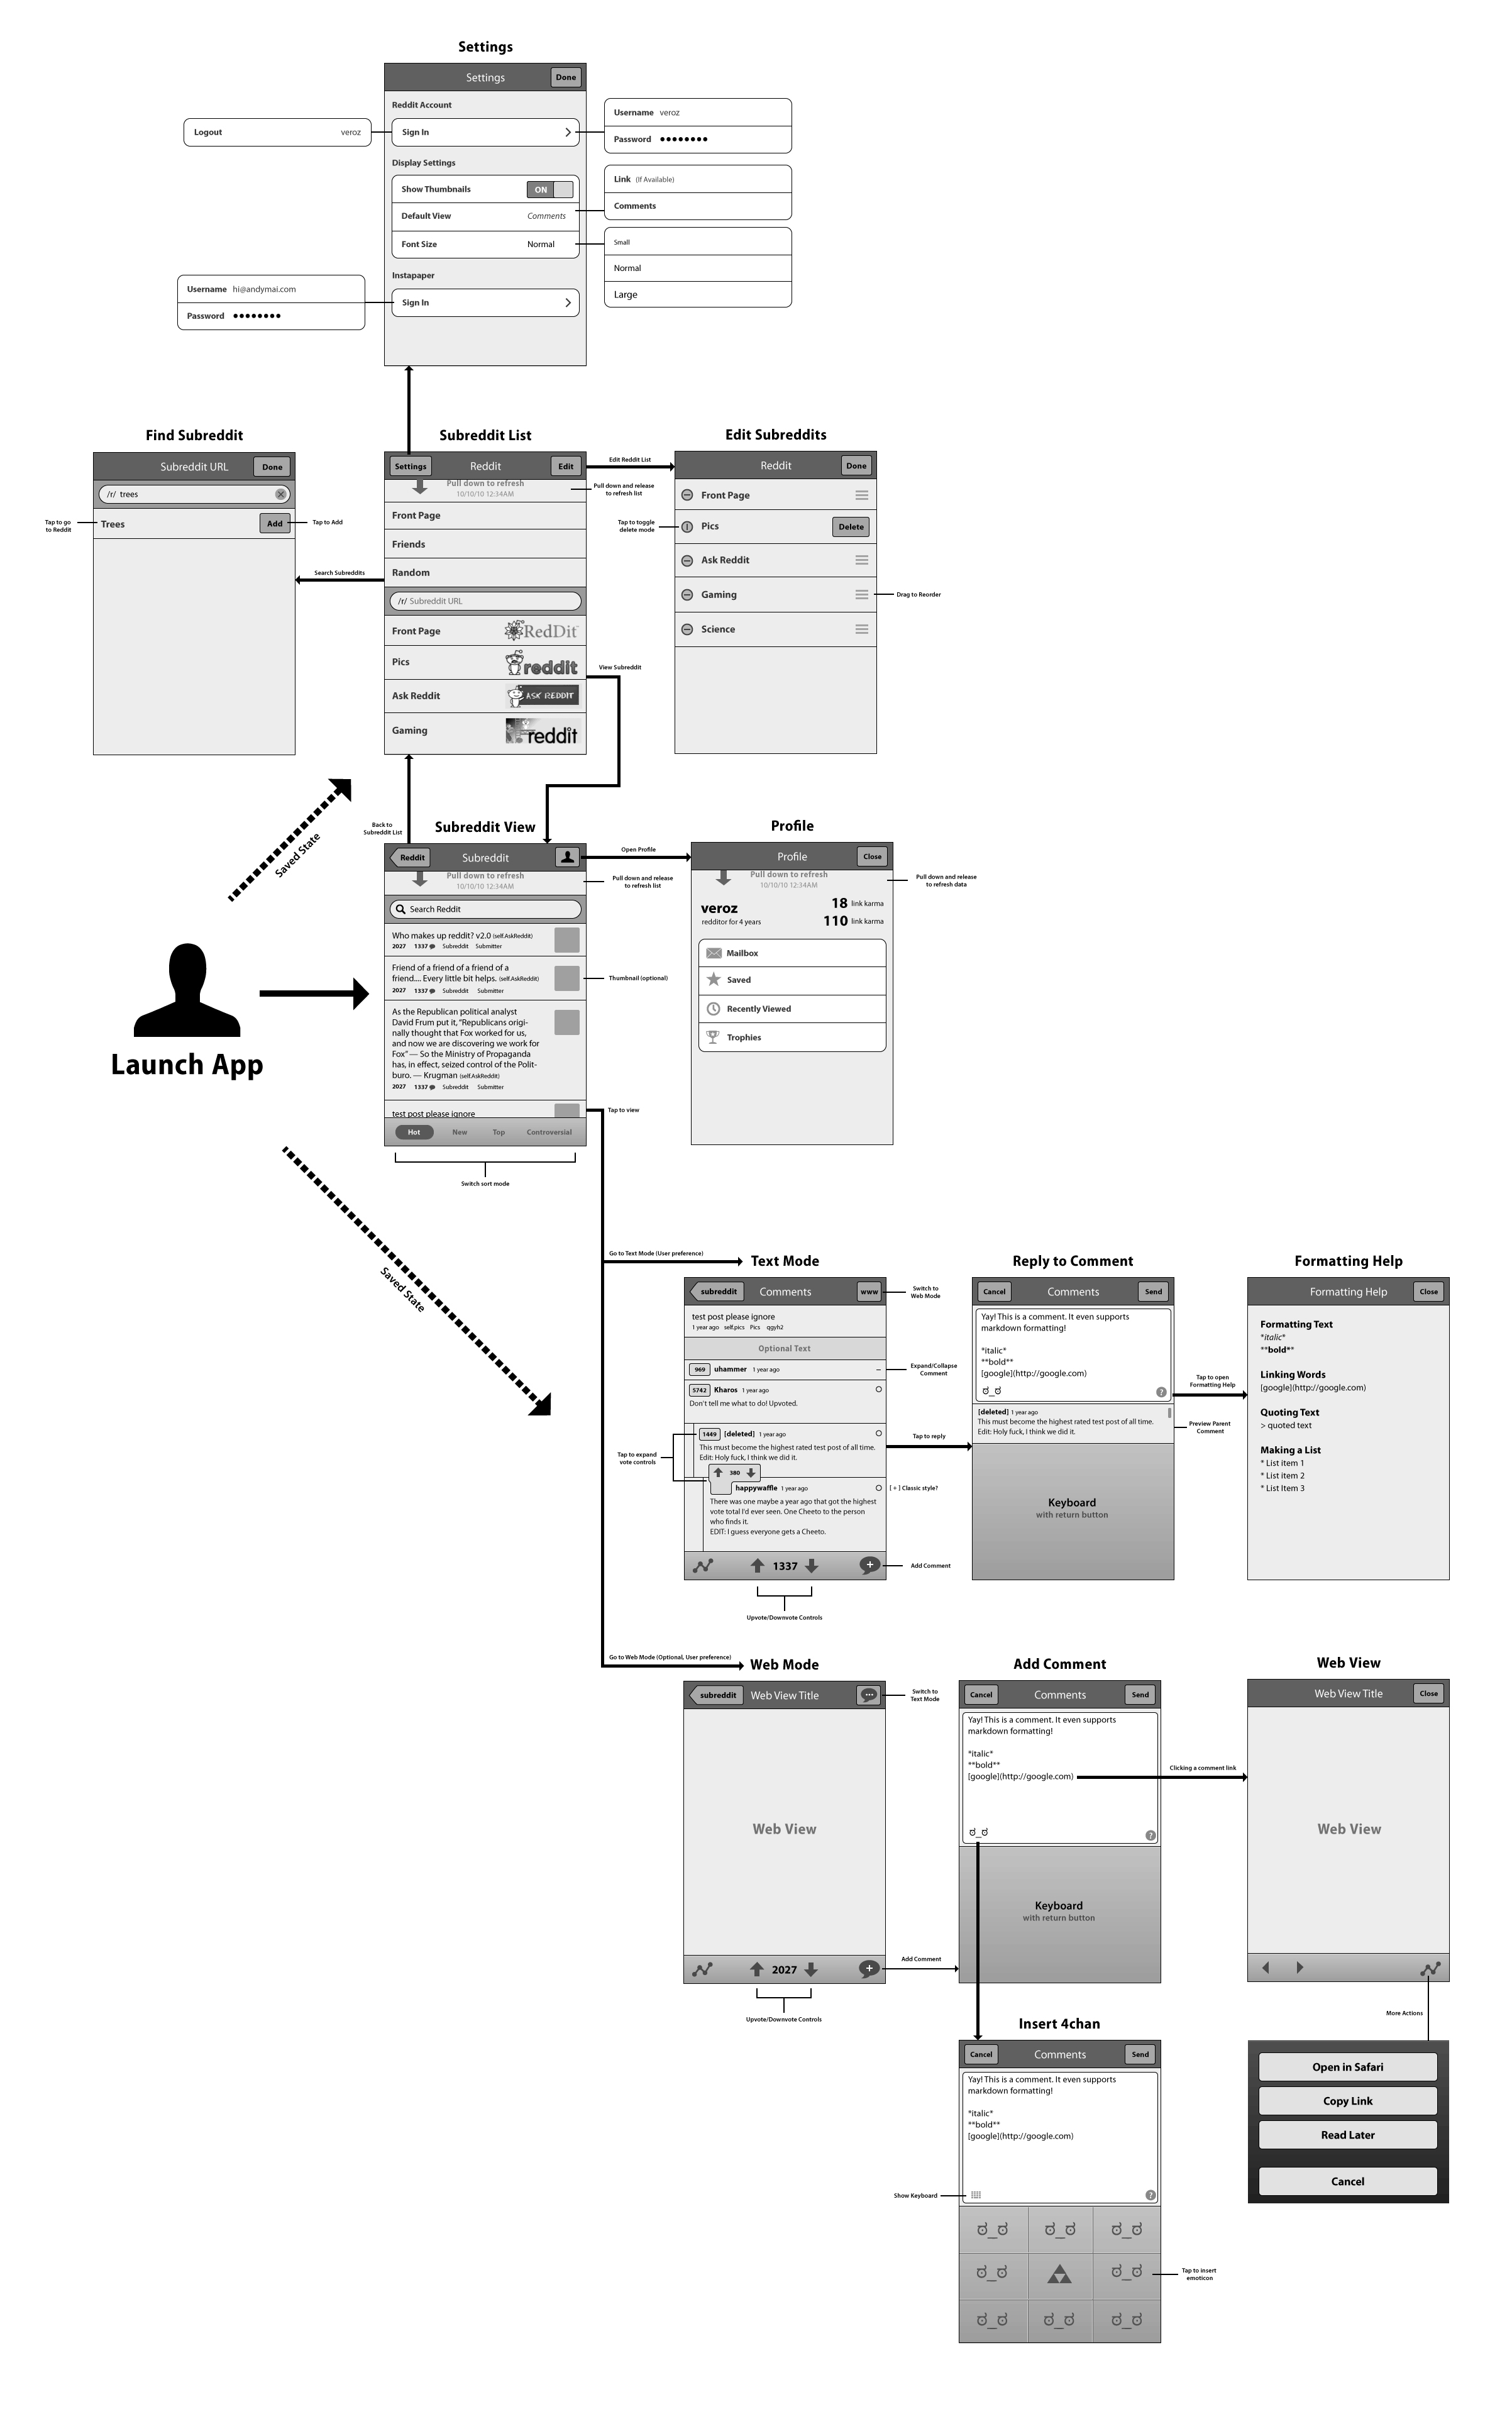 Settings
Settings
Done
Reddit Account
Sign In
Logout veroz
Username veroz
Password ●●●●●●●●
Display Settings
Show Thumbnails ON
Default View Comments
Font Size Normal
Link (If Available)
Comments
Small
Normal
Large
Instapaper
Sign In
Username hi@andymai.com
Password ●●●●●●●●
Find Subreddit
Subreddit URL
Done
/r/ trees
Trees
Add
Tap to go
to Reddit
Tap to Add
Search Subreddits
Subreddit List
Settings
Reddit
Edit
Pull down to refresh
10/10/10 12:34AM
Front Page
Friends
Random
/r/ Subreddit URL
Front Page
RedDit
Pics
reddit
Ask Reddit
ASK REDDIT
Gaming
reddit
Edit Reddit List
Pull down and release
to refresh list
View Subreddit
Edit Subreddits
Reddit
Done
Front Page
Pics
Delete
Ask Reddit
Gaming
Science
Tap to toggle
delete mode
Drag to Reorder
Saved State
Launch App
Saved State
Back to
Subreddit List
Subreddit View
Reddit
Subreddit
Pull down to refresh
10/10/10 12:34AM
Search Reddit
Who makes up reddit? v2.0 (self.AskReddit)
2027 1337 Subreddit Submitter
Friend of a friend of a friend of a
friend.... Every little bit helps. (self.AskReddit)
2027 1337 Subreddit Submitter
As the Republican political analyst
David Frum put it, “Republicans origi-
nally thought that Fox worked for us,
and now we are discovering we work for
Fox” — So the Ministry of Propaganda
has, in effect, seized control of the Polit-
buro. — Krugman (self.AskReddit)
2027 1337 Subreddit Submitter
test post please ignore
Hot New Top Controversial
Switch sort mode
Open Profile
Pull down and release
to refresh list
Thumbnail (optional)
Tap to view
Profile
Profile
Close
Pull down to refresh
10/10/10 12:34AM
veroz
redditor for 4 years
18 link karma
110 link karma
Mailbox
Saved
Recently Viewed
Trophies
Pull down and release
to refresh data
Go to Text Mode (User preference)
Text Mode
subreddit
Comments
www
test post please ignore
1 year ago self.pics Pics qgyh2
Optional Text
969 uhammer 1 year ago –
5742 Kharos 1 year ago
Don't tell me what to do! Upvoted.
1449 [deleted] 1 year ago
This must become the highest rated test post of all time.
Edit: Holy fuck, I think we did it.
380
happywaffle 1 year ago
There was one maybe a year ago that got the highest
vote total I'd ever seen. One Cheeto to the person
who finds it.
EDIT: I guess everyone gets a Cheeto.
1337
Upvote/Downvote Controls
Switch to
Web Mode
Expand/Collapse
Comment
Tap to expand
vote controls
Tap to reply
[ + ] Classic style?
Add Comment
Reply to Comment
Cancel
Comments
Send
Yay! This is a comment. It even supports
markdown formatting!
*italic*
**bold**
[google](http://google.com)
ಠ_ಠ
?
[deleted] 1 year ago
This must become the highest rated test post of all time.
Edit: Holy fuck, I think we did it.
Keyboard
with return button
Tap to open
Formatting Help
Preview Parent
Comment
Formatting Help
Formatting Help
Close
Formatting Text
*italic*
**bold**
Linking Words
[google](http://google.com)
Quoting Text
> quoted text
Making a List
* List item 1
* List item 2
* List Item 3
Go to Web Mode (Optional, User preference)
Web Mode
subreddit
Web View Title
Web View
2027
Upvote/Downvote Controls
Switch to
Text Mode
Add Comment
Add Comment
Cancel
Comments
Send
Yay! This is a comment. It even supports
markdown formatting!
*italic*
**bold**
[google](http://google.com)
ಠ_ಠ
?
Keyboard
with return button
Clicking a comment link
Web View
Web View Title
Close
Web View
More Actions
Open in Safari
Copy Link
Read Later
Cancel
Insert 4chan
Cancel
Comments
Send
Yay! This is a comment. It even supports
markdown formatting!
*italic*
**bold**
[google](http://google.com)
?
Show Keyboard
ಠ_ಠ ಠ_ಠ ಠ_ಠ
ಠ_ಠ ಠ_ಠ
ಠ_ಠ ಠ_ಠ ಠ_ಠ
Tap to insert
emoticon